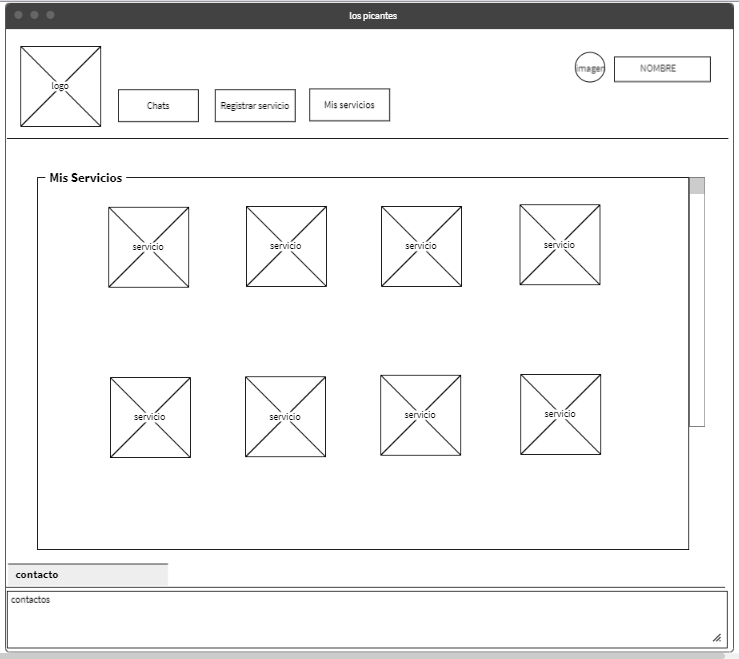 los picantes
logo
imagen
NOMBRE
Chats
Registrar servicio
Mis servicios
Mis Servicios
servicio
servicio
servicio
servicio
servicio
servicio
servicio
servicio
contacto
contactos